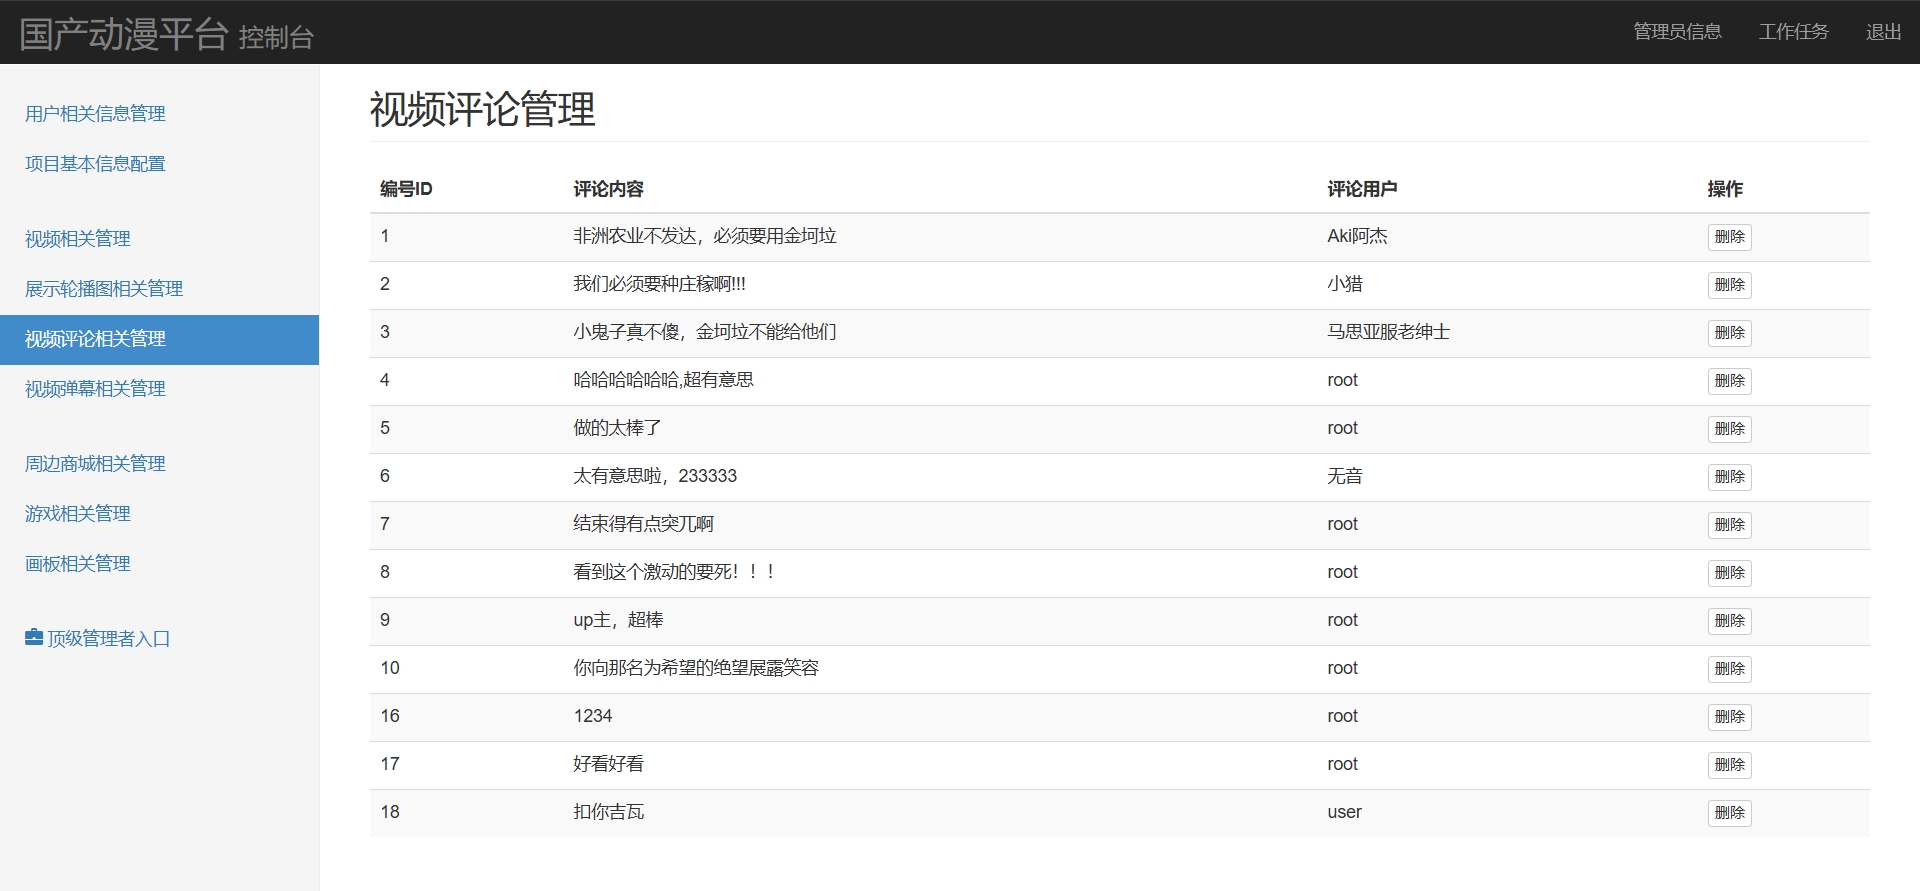 国产动漫平台 控制台 管理员信息 工作任务 退出
用户相关信息管理
项目基本信息配置
视频相关管理
展示轮播图相关管理
视频评论相关管理
视频弹幕相关管理
周边商城相关管理
游戏相关管理
画板相关管理
顶级管理者入口
视频评论管理
编号ID 评论内容 评论用户 操作
1 非洲农业不发达，必须要用金坷垃 Aki阿杰 删除
2 我们必须要种庄稼啊!!! 小猎 删除
3 小鬼子真不傻，金坷垃不能给他们 马思亚服老绅士 删除
4 哈哈哈哈哈哈,超有意思 root 删除
5 做的太棒了 root 删除
6 太有意思啦，233333 无音 删除
7 结束得有点突兀啊 root 删除
8 看到这个激动的要死！！！ root 删除
9 up主，超棒 root 删除
10 你向那名为希望的绝望展露笑容 root 删除
16 1234 root 删除
17 好看好看 root 删除
18 扣你吉瓦 user 删除